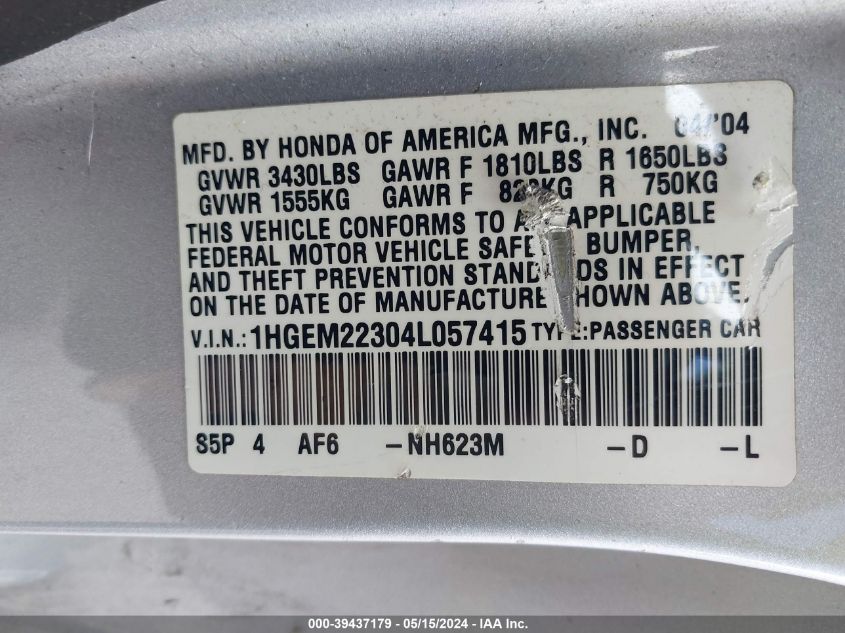 MFD. BY HONDA OF AMERICA MFG., INC. 04/'04
GVWR 3430LBS GAWR F 1810LBS R 1650LBS
GVWR 1555KG GAWR F KG R 750KG
THIS VEHICLE CONFORMS TO APPLICABLE
FEDERAL MOTOR VEHICLE BUMPER,
AND THEFT PREVENTION IN EFFECT
ON THE DATE OF MANUFACTURE ABOVE.
V.I.N.: 1HGEM22304L057415 TYPE:PASSENGER CAR
S5P 4 AF6 -NH623M -D -L
000-39437179 - 05/15/2024 - IAA Inc.